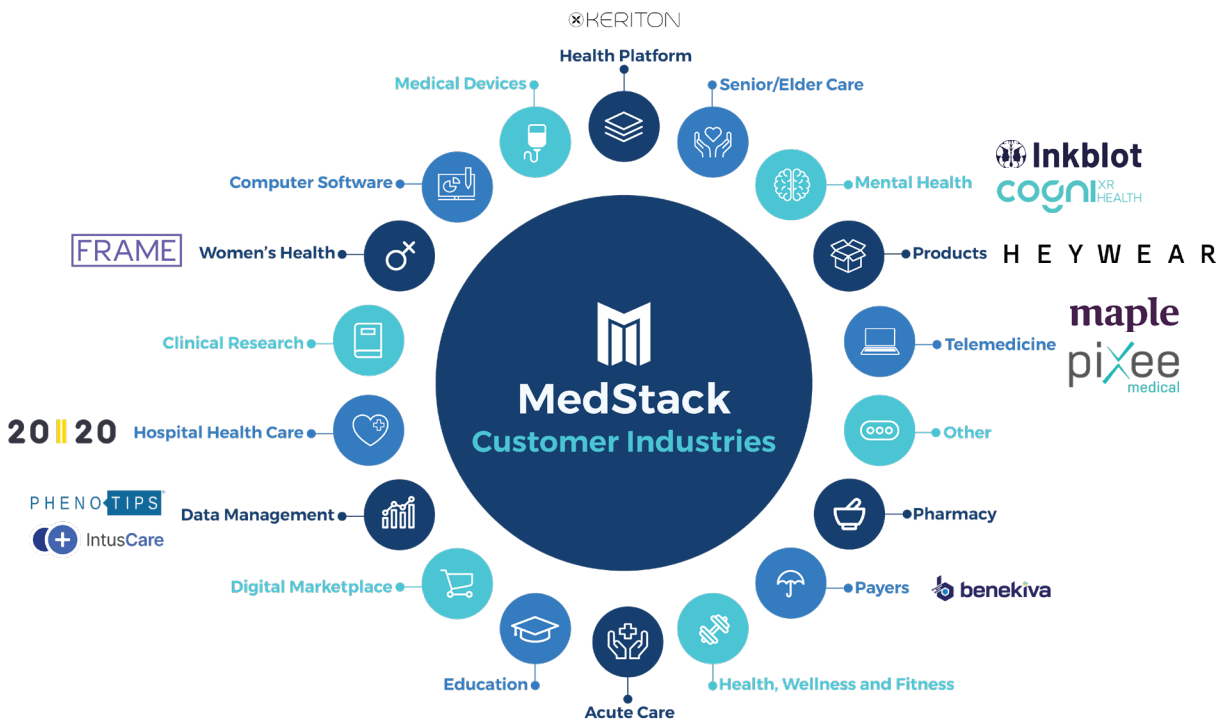 KERITON
Health Platform
Medical Devices
Senior/Elder Care
Inkblot
Computer Software
Mental Health
cogni XR HEALTH
FRAME
Women's Health
Products
HEYWEAR
maple
Clinical Research
Telemedicine
pixee medical
MedStack
Customer Industries
20 20
Hospital Health Care
Other
PHENOTIPS
Data Management
Pharmacy
IntusCare
Digital Marketplace
Payers
benekiva
Education
Health, Wellness and Fitness
Acute Care